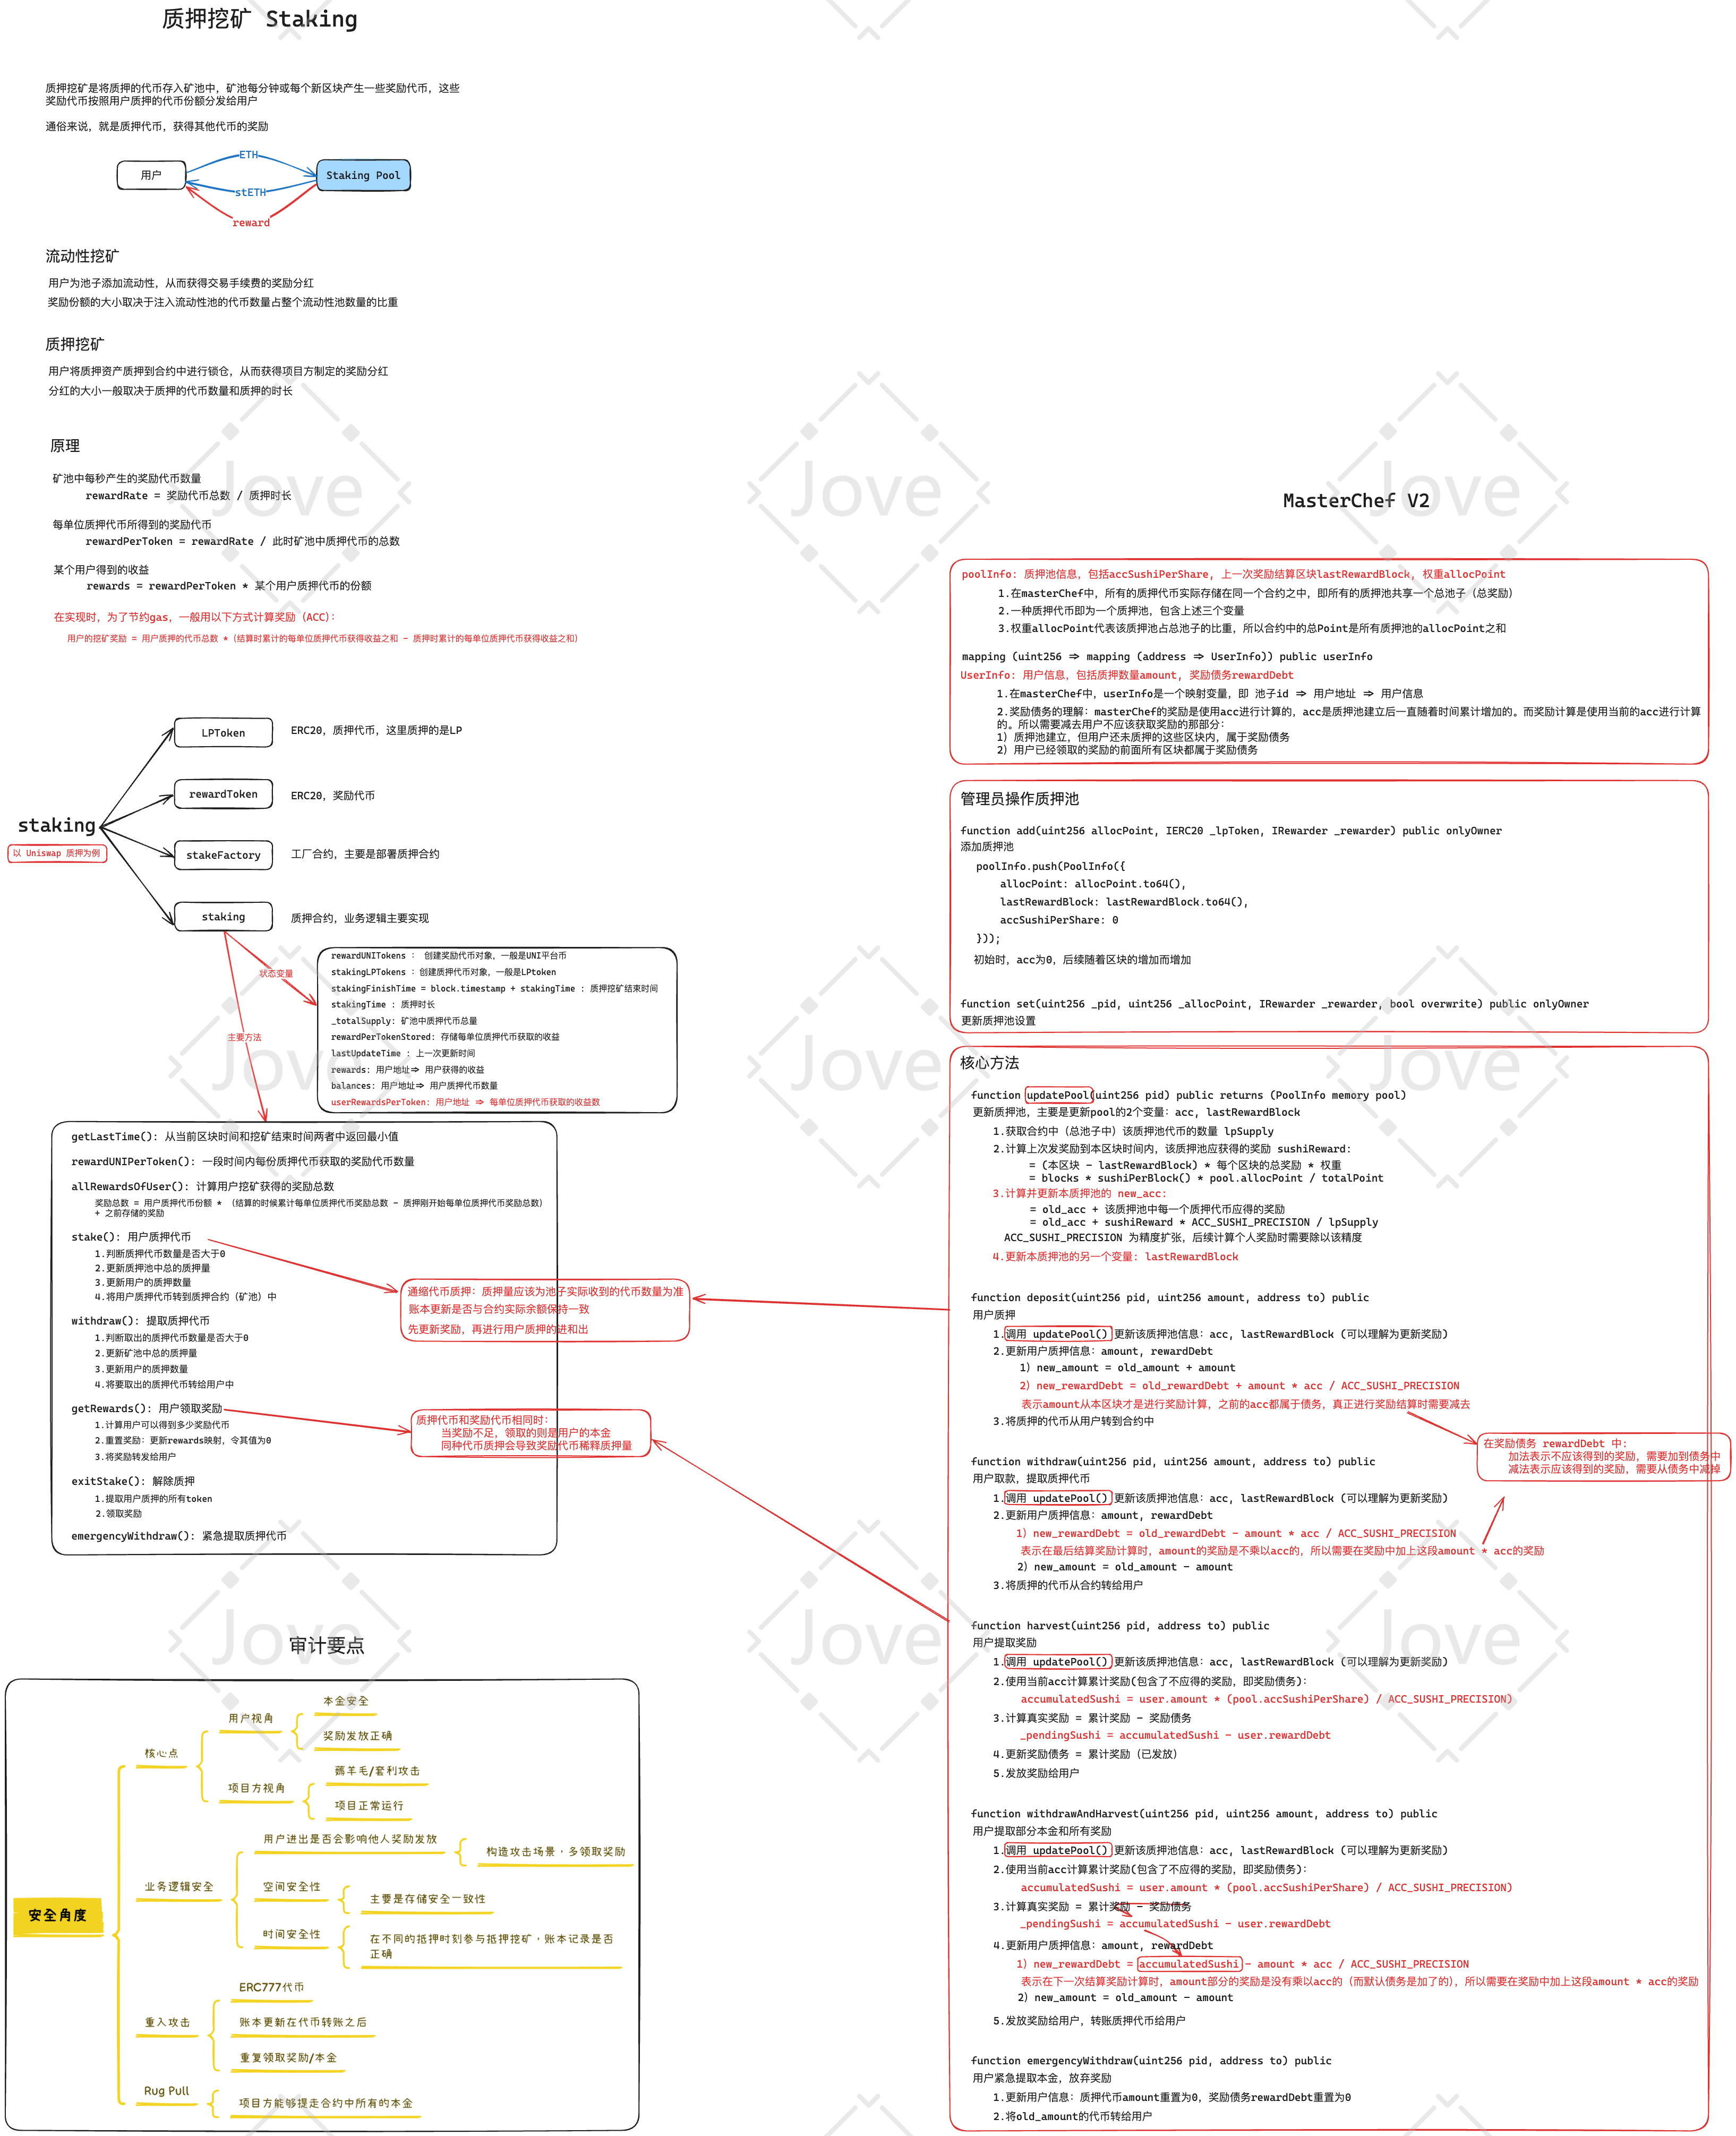 质押挖矿 Staking
质押挖矿是将质押的代币存入矿池中，矿池每分钟或每个新区块产生一些奖励代币，这些
奖励代币按照用户质押的代币份额分发给用户
通俗来说，就是质押代币，获得其他代币的奖励
ETH
用户
Staking Pool
stETH
reward
流动性挖矿
用户为池子添加流动性，从而获得交易手续费的奖励分红
奖励份额的大小取决于注入流动性池的代币数量占整个流动性池数量的比重
质押挖矿
用户将质押资产质押到合约中进行锁仓，从而获得项目方制定的奖励分红
分红的大小一般取决于质押的代币数量和质押的时长
原理
矿池中每秒产生的奖励代币数量
rewardRate = 奖励代币总数 / 质押时长
每单位质押代币所得到的奖励代币
rewardPerToken = rewardRate / 此时矿池中质押代币的总数
某个用户得到的收益
rewards = rewardPerToken * 某个用户质押代币的份额
在实现时，为了节约gas，一般用以下方式计算奖励（ACC）：
用户的挖矿奖励 = 用户质押的代币总数 *（结算时累计的每单位质押代币获得收益之和 - 质押时累计的每单位质押代币获得收益之和）
LPToken
ERC20，质押代币，这里质押的是LP
rewardToken
ERC20，奖励代币
staking
以 Uniswap 质押为例
stakeFactory
工厂合约，主要是部署质押合约
staking
质押合约，业务逻辑主要实现
状态变量
主要方法
rewardUNITokens ： 创建奖励代币对象，一般是UNI平台币
stakingLPTokens ：创建质押代币对象，一般是LPtoken
stakingFinishTime = block.timestamp + stakingTime : 质押挖矿结束时间
stakingTime : 质押时长
_totalSupply: 矿池中质押代币总量
rewardPerTokenStored: 存储每单位质押代币获取的收益
lastUpdateTime : 上一次更新时间
rewards: 用户地址=> 用户获得的收益
balances: 用户地址=> 用户质押代币数量
userRewardsPerToken: 用户地址 => 每单位质押代币获取的收益数
getLastTime(): 从当前区块时间和挖矿结束时间两者中返回最小值
rewardUNIPerToken(): 一段时间内每份质押代币获取的奖励代币数量
allRewardsOfUser(): 计算用户挖矿获得的奖励总数
奖励总数 = 用户质押代币份额 * （结算的时候累计每单位质押代币奖励总数 - 质押刚开始每单位质押代币奖励总数）
+ 之前存储的奖励
stake(): 用户质押代币
1.判断质押代币数量是否大于0
2.更新质押池中总的质押量
3.更新用户的质押数量
4.将用户质押代币转到质押合约（矿池）中
withdraw(): 提取质押代币
1.判断取出的质押代币数量是否大于0
2.更新矿池中总的质押量
3.更新用户的质押数量
4.将要取出的质押代币转给用户中
getRewards(): 用户领取奖励
1.计算用户可以得到多少奖励代币
2.重置奖励：更新rewards映射，令其值为0
3.将奖励转发给用户
exitStake(): 解除质押
1.提取用户质押的所有token
2.领取奖励
emergencyWithdraw(): 紧急提取质押代币
通缩代币质押：质押量应该为池子实际收到的代币数量为准
账本更新是否与合约实际余额保持一致
先更新奖励，再进行用户质押的进和出
质押代币和奖励代币相同时：
当奖励不足，领取的则是用户的本金
同种代币质押会导致奖励代币稀释质押量
审计要点
安全角度
核心点
用户视角
本金安全
奖励发放正确
项目方视角
薅羊毛/套利攻击
项目正常运行
业务逻辑安全
用户进出是否会影响他人奖励发放
构造攻击场景，多领取奖励
空间安全性
主要是存储安全一致性
时间安全性
在不同的抵押时刻参与抵押挖矿，账本记录是否
正确
重入攻击
ERC777代币
账本更新在代币转账之后
重复领取奖励/本金
Rug Pull
项目方能够提走合约中所有的本金
MasterChef V2
poolInfo: 质押池信息，包括accSushiPerShare, 上一次奖励结算区块lastRewardBlock, 权重allocPoint
1.在masterChef中，所有的质押代币实际存储在同一个合约之中，即所有的质押池共享一个总池子（总奖励）
2.一种质押代币即为一个质押池，包含上述三个变量
3.权重allocPoint代表该质押池占总池子的比重，所以合约中的总Point是所有质押池的allocPoint之和
mapping (uint256 => mapping (address => UserInfo)) public userInfo
UserInfo: 用户信息，包括质押数量amount, 奖励债务rewardDebt
1.在masterChef中，userInfo是一个映射变量，即 池子id => 用户地址 => 用户信息
2.奖励债务的理解：masterChef的奖励是使用acc进行计算的，acc是质押池建立后一直随着时间累计增加的。而奖励计算是使用当前的acc进行计算
的。所以需要减去用户不应该获取奖励的那部分：
1）质押池建立，但用户还未质押的这些区块内，属于奖励债务
2）用户已经领取的奖励的前面所有区块都属于奖励债务
管理员操作质押池
function add(uint256 allocPoint, IERC20 _lpToken, IRewarder _rewarder) public onlyOwner
添加质押池
poolInfo.push(PoolInfo({
allocPoint: allocPoint.to64(),
lastRewardBlock: lastRewardBlock.to64(),
accSushiPerShare: 0
}));
初始时，acc为0，后续随着区块的增加而增加
function set(uint256 _pid, uint256 _allocPoint, IRewarder _rewarder, bool overwrite) public onlyOwner
更新质押池设置
核心方法
function updatePool(uint256 pid) public returns (PoolInfo memory pool)
更新质押池，主要是更新pool的2个变量：acc, lastRewardBlock
1.获取合约中（总池子中）该质押池代币的数量 lpSupply
2.计算上次发奖励到本区块时间内，该质押池应获得的奖励 sushiReward:
=（本区块 - lastRewardBlock) * 每个区块的总奖励 * 权重
= blocks * sushiPerBlock() * pool.allocPoint / totalPoint
3.计算并更新本质押池的 new_acc:
= old_acc + 该质押池中每一个质押代币应得的奖励
= old_acc + sushiReward * ACC_SUSHI_PRECISION / lpSupply
ACC_SUSHI_PRECISION 为精度扩张，后续计算个人奖励时需要除以该精度
4.更新本质押池的另一个变量：lastRewardBlock
function deposit(uint256 pid, uint256 amount, address to) public
用户质押
1.调用 updatePool() 更新该质押池信息：acc, lastRewardBlock (可以理解为更新奖励)
2.更新用户质押信息：amount, rewardDebt
1）new_amount = old_amount + amount
2）new_rewardDebt = old_rewardDebt + amount * acc / ACC_SUSHI_PRECISION
表示amount从本区块才是进行奖励计算，之前的acc都属于债务，真正进行奖励结算时需要减去
3.将质押的代币从用户转到合约中
在奖励债务 rewardDebt 中：
加法表示不应该得到的奖励，需要加到债务中
减法表示应该得到的奖励，需要从债务中减掉
function withdraw(uint256 pid, uint256 amount, address to) public
用户取款，提取质押代币
1.调用 updatePool() 更新该质押池信息：acc, lastRewardBlock (可以理解为更新奖励)
2.更新用户质押信息：amount, rewardDebt
1）new_rewardDebt = old_rewardDebt - amount * acc / ACC_SUSHI_PRECISION
表示在最后结算奖励计算时，amount的奖励是不乘以acc的，所以需要在奖励中加上这段amount * acc的奖励
2）new_amount = old_amount - amount
3.将质押的代币从合约转给用户
function harvest(uint256 pid, address to) public
用户提取奖励
1.调用 updatePool() 更新该质押池信息：acc, lastRewardBlock (可以理解为更新奖励)
2.使用当前acc计算累计奖励(包含了不应得的奖励，即奖励债务)：
accumulatedSushi = user.amount * (pool.accSushiPerShare) / ACC_SUSHI_PRECISION)
3.计算真实奖励 = 累计奖励 - 奖励债务
_pendingSushi = accumulatedSushi - user.rewardDebt
4.更新奖励债务 = 累计奖励（已发放）
5.发放奖励给用户
function withdrawAndHarvest(uint256 pid, uint256 amount, address to) public
用户提取部分本金和所有奖励
1.调用 updatePool() 更新该质押池信息：acc, lastRewardBlock (可以理解为更新奖励)
2.使用当前acc计算累计奖励(包含了不应得的奖励，即奖励债务)：
accumulatedSushi = user.amount * (pool.accSushiPerShare) / ACC_SUSHI_PRECISION)
3.计算真实奖励 = 累计奖励 - 奖励债务
_pendingSushi = accumulatedSushi - user.rewardDebt
4.更新用户质押信息：amount, rewardDebt
1）new_rewardDebt = accumulatedSushi - amount * acc / ACC_SUSHI_PRECISION
表示在下一次结算奖励计算时，amount部分的奖励是没有乘以acc的（而默认债务是加了的），所以需要在奖励中加上这段amount * acc的奖励
2）new_amount = old_amount - amount
5.发放奖励给用户，转账质押代币给用户
function emergencyWithdraw(uint256 pid, address to) public
用户紧急提取本金，放弃奖励
1.更新用户信息：质押代币amount重置为0，奖励债务rewardDebt重置为0
2.将old_amount的代币转给用户
Jove
Jove
Jove
Jove
Jove
Jove
Jove
Jove
Jove